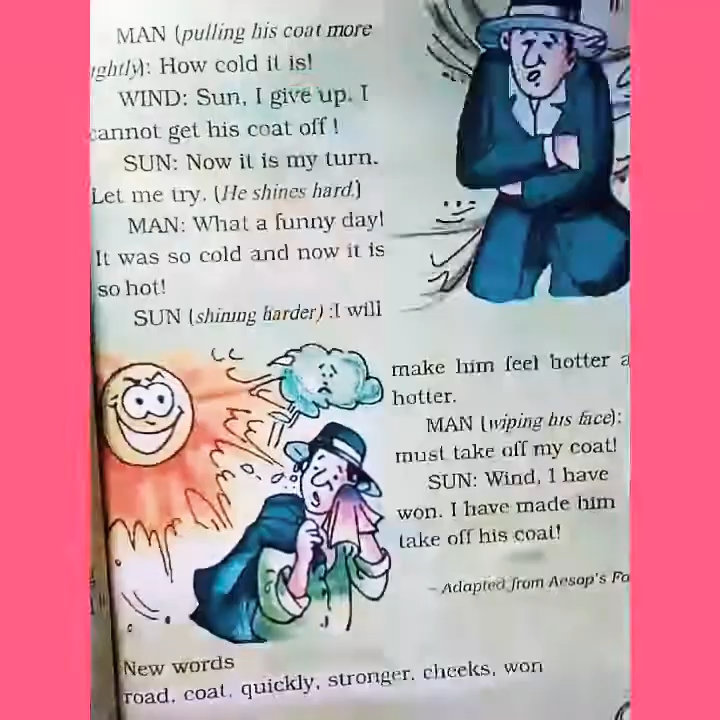 MAN (pulling his coat more
ghtly): How cold it is!
WIND: Sun, I give up. I
cannot get his coat off !
SUN: Now it is my turn.
Let me try. (He shines hard.)
MAN: What a funny day!
It was so cold and now it is
so hot!
SUN (shining harder) :I will
make him feel hotter a
hotter.
MAN (wiping his face):
must take off my coat!
SUN: Wind, I have
won. I have made him
take off his coat!
– Adapted from Aesop's Fa
New words
road, coat, quickly, stronger, cheeks, won